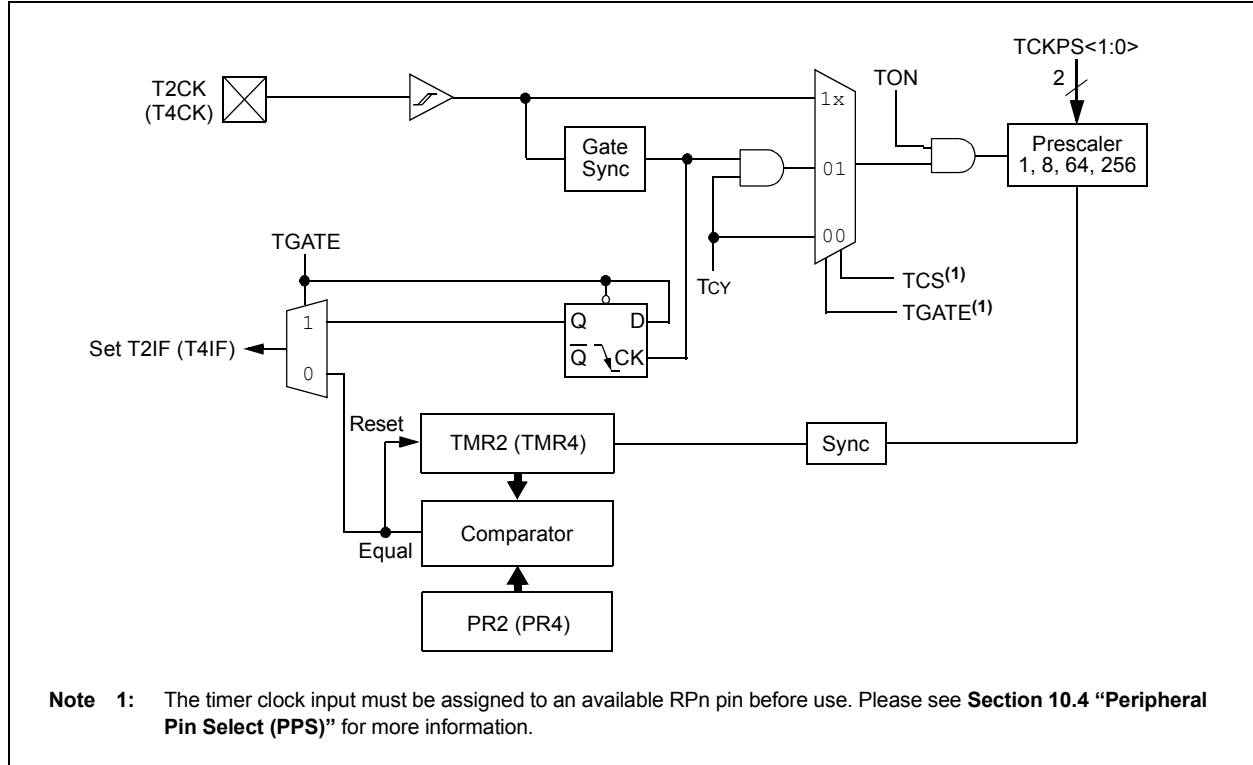 TCKPS<1:0>
2
TON
T2CK
(T4CK)
1x
Gate
Sync
Prescaler
1, 8, 64, 256
01
00
TGATE
TCY
TCS(1)
TGATE(1)
1
Q
D
Set T2IF (T4IF)
Q
CK
0
Reset
TMR2 (TMR4)
Sync
Comparator
Equal
PR2 (PR4)
Note 1: The timer clock input must be assigned to an available RPn pin before use. Please see Section 10.4 “Peripheral
Pin Select (PPS)” for more information.